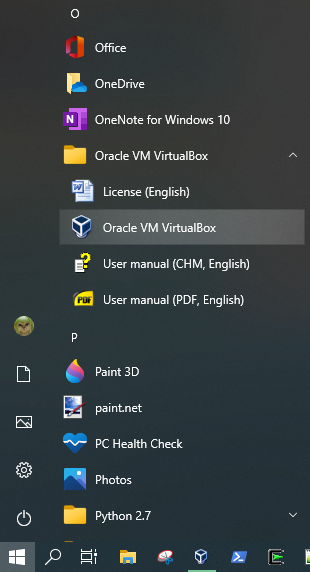 O
Office
OneDrive
OneNote for Windows 10
Oracle VM VirtualBox
License (English)
Oracle VM VirtualBox
User manual (CHM, English)
User manual (PDF, English)
P
Paint 3D
paint.net
PC Health Check
Photos
Python 2.7